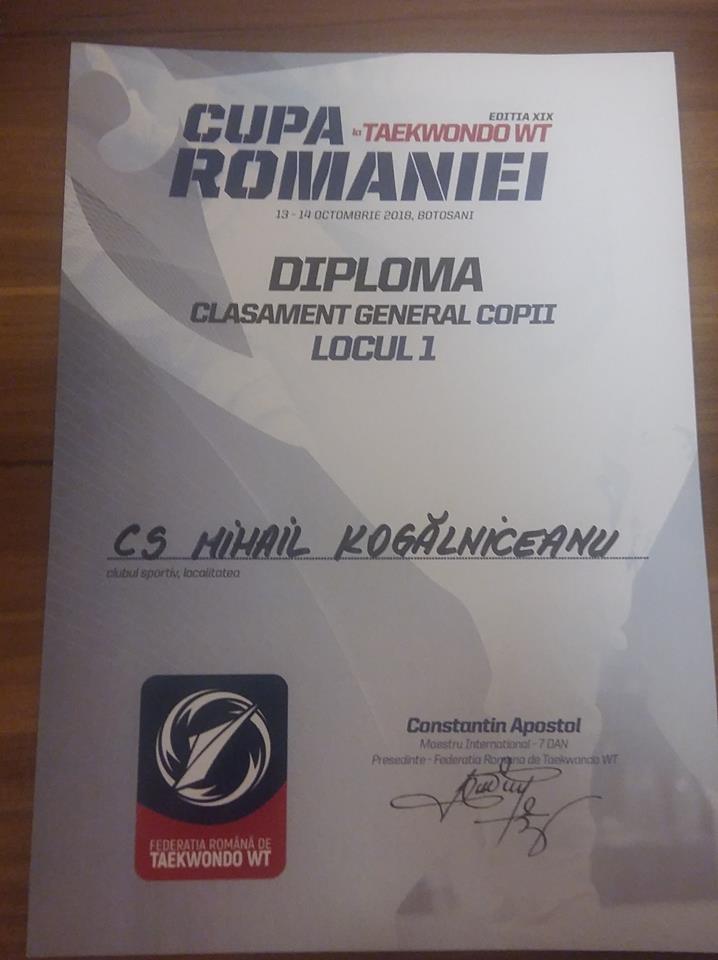 EDITIA XIX
CUPA la TAEKWONDO WT
ROMANIEI
13 - 14 OCTOMBRIE 2018, BOTOSANI
DIPLOMA
CLASAMENT GENERAL COPII
LOCUL 1
CS MIHAIL KOGĂLNICEANU
clubul sportiv, localitatea
Constantin Apostol
Maestru International - 7 DAN
Presedinte - Federatia Romana de Taekwondo WT
FEDERAȚIA ROMÂNĂ DE
TAEKWONDO WT